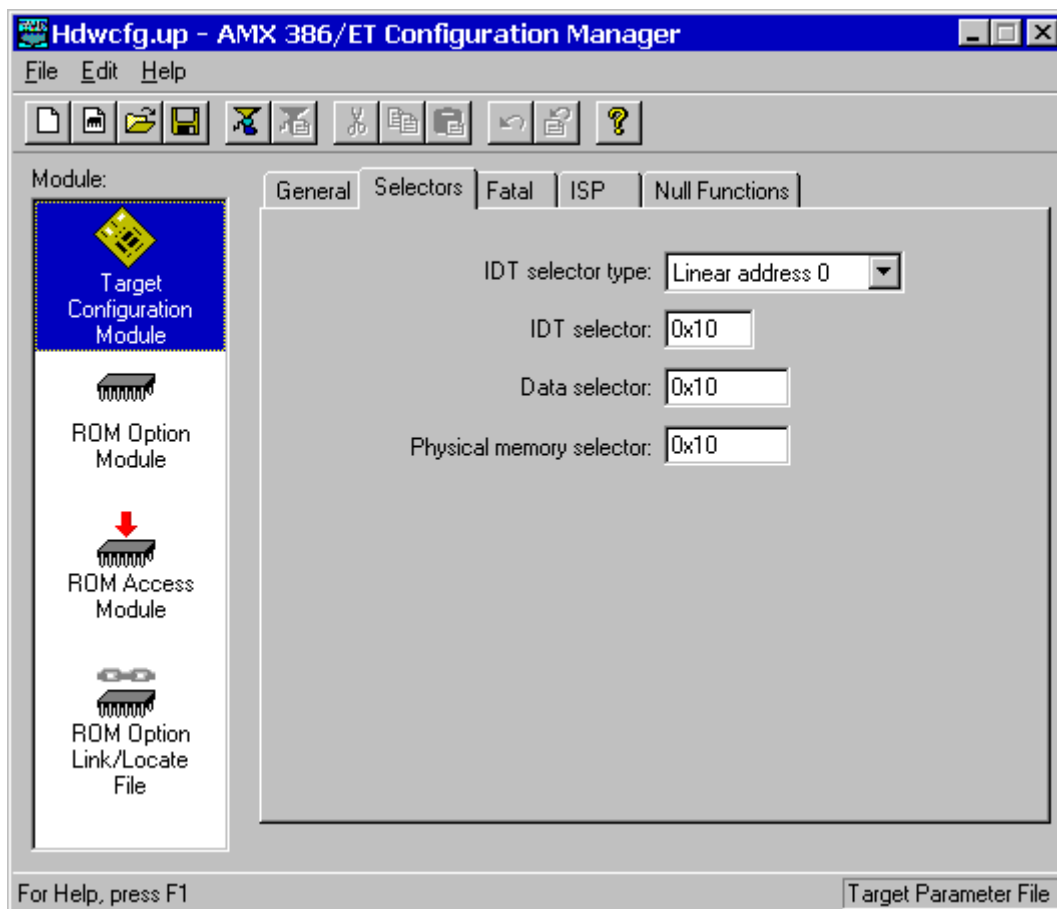 Hdwcfg.up - AMX 386/ET Configuration Manager
File Edit Help
Module:
General Selectors Fatal ISP Null Functions
Target
Configuration
Module
ROM Option
Module
ROM Access
Module
ROM Option
Link/Locate
File
IDT selector type: Linear address 0
IDT selector: 0x10
Data selector: 0x10
Physical memory selector: 0x10
For Help, press F1
Target Parameter File